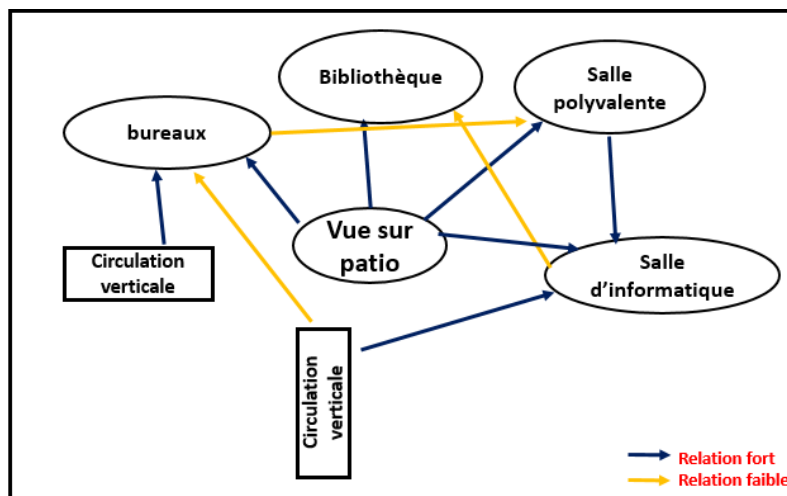 Bibliothèque
Salle
polyvalente
bureaux
Vue sur
patio
Circulation
verticale
Salle
d’informatique
Circulation
verticale
Relation fort
Relation faible